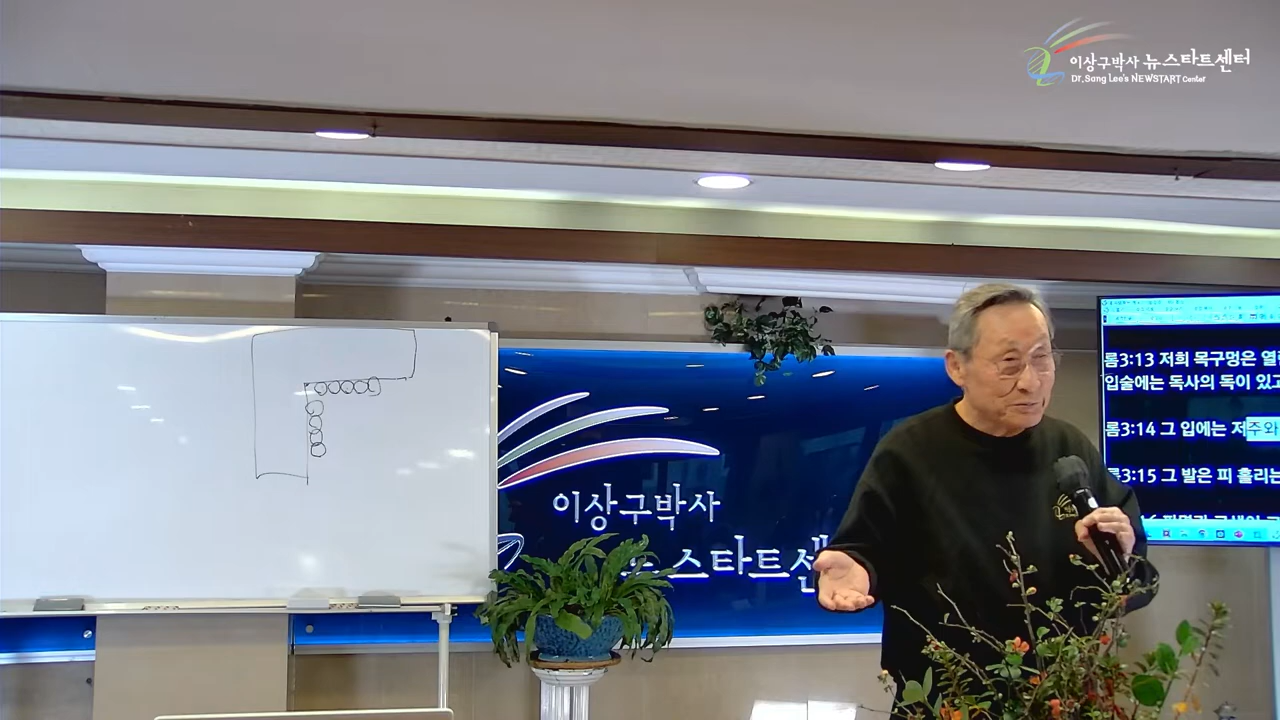 이상구박사 뉴스타트센터
Dr. Sang Lee's NEWSTART Center
롬3:13 저희 목구멍은
입술에는 독사의 독이 있고
롬3:14 그 입에는 저주와
롬3:15 그 발은 피 흘리는
이상구박사
스타트센